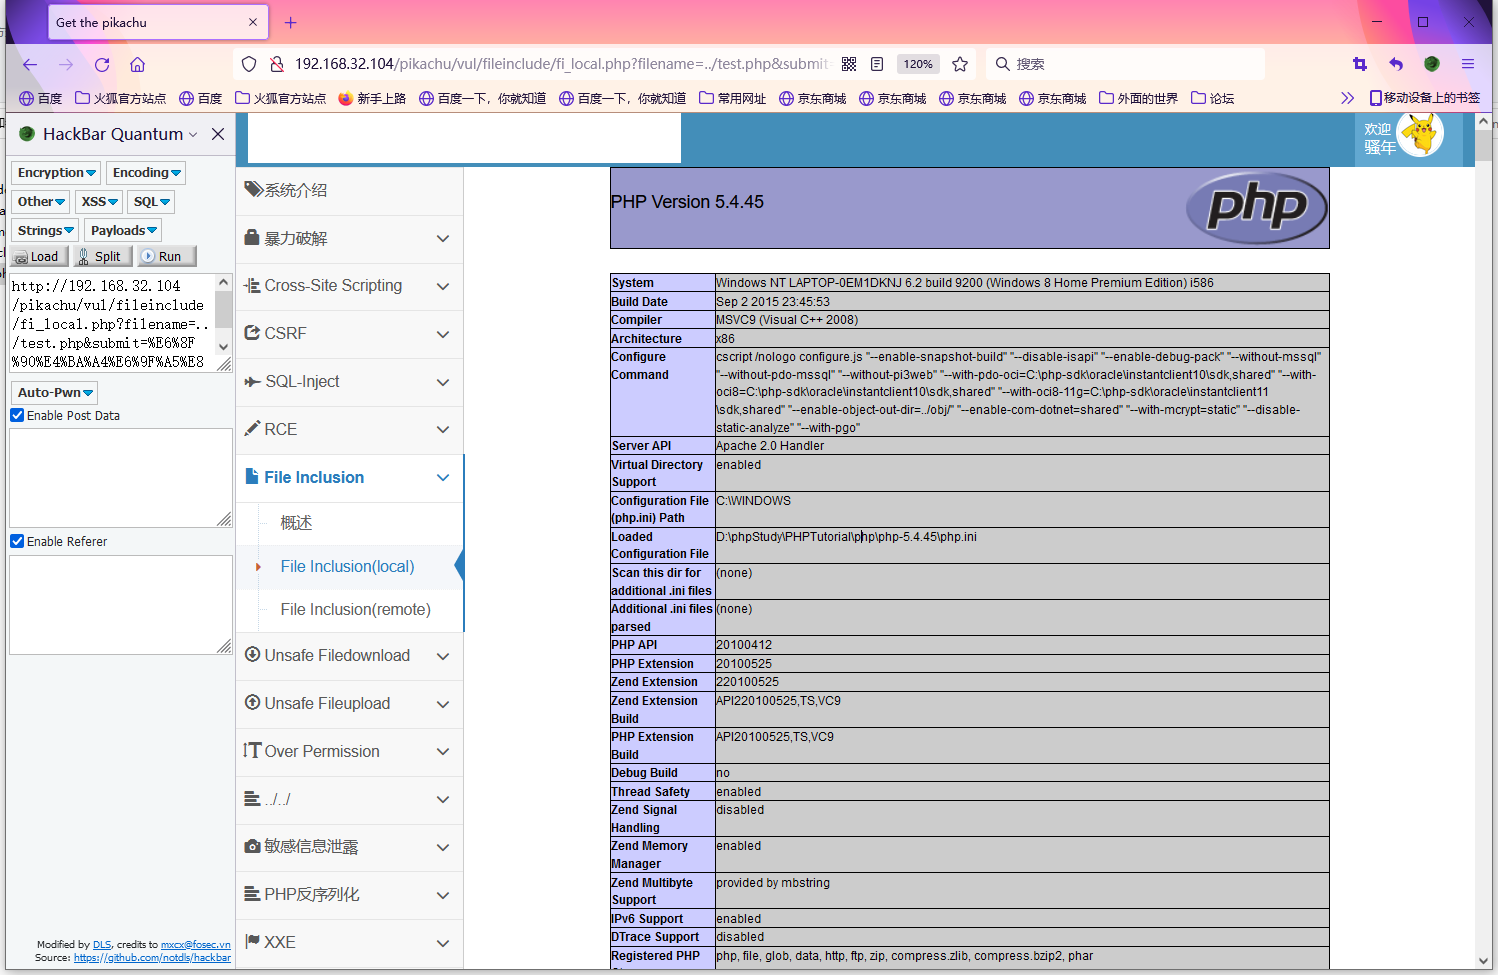 Get the pikachu
192.168.32.104/pikachu/vul/fileinclude/fi_local.php?filename=../test.php&submit=
120%
搜索
百度
火狐官方站点
百度
火狐官方站点
新手上路
百度一下，你就知道
百度一下，你就知道
常用网址
京东商城
京东商城
京东商城
京东商城
外面的世界
论坛
移动设备上的书签
HackBar Quantum
Encryption
Encoding
Other
XSS
SQL
Strings
Payloads
Load
Split
Run
http://192.168.32.104
/pikachu/vul/fileinclude
/fi_local.php?filename=..
/test.php&submit=%E6%8F
%90%E4%BA%A4%E6%9F%A5%E8
Auto-Pwn
Enable Post Data
Enable Referer
Modified by DLS, credits to mxcx@fosec.vn
Source: https://github.com/notdls/hackbar
欢迎
骚年
系统介绍
暴力破解
Cross-Site Scripting
CSRF
SQL-Inject
RCE
File Inclusion
概述
File Inclusion(local)
File Inclusion(remote)
Unsafe Filedownload
Unsafe Fileupload
Over Permission
../../
敏感信息泄露
PHP反序列化
XXE
PHP Version 5.4.45
php
System
Windows NT LAPTOP-0EM1DKNJ 6.2 build 9200 (Windows 8 Home Premium Edition) i586
Build Date
Sep 2 2015 23:45:53
Compiler
MSVC9 (Visual C++ 2008)
Architecture
x86
Configure
Command
cscript /nologo configure.js "--enable-snapshot-build" "--disable-isapi" "--enable-debug-pack" "--without-mssql"
"--without-pdo-mssql" "--without-pi3web" "--with-pdo-oci=C:\php-sdk\oracle\instantclient10\sdk,shared" "--with-
oci8=C:\php-sdk\oracle\instantclient10\sdk,shared" "--with-oci8-11g=C:\php-sdk\oracle\instantclient11
\sdk,shared" "--enable-object-out-dir=../obj/" "--enable-com-dotnet=shared" "--with-mcrypt=static" "--disable-
static-analyze" "--with-pgo"
Server API
Apache 2.0 Handler
Virtual Directory
Support
enabled
Configuration File
(php.ini) Path
C:\WINDOWS
Loaded
Configuration File
D:\phpStudy\PHPTutorial\php\php-5.4.45\php.ini
Scan this dir for
additional .ini files
(none)
Additional .ini files
parsed
(none)
PHP API
20100412
PHP Extension
20100525
Zend Extension
220100525
Zend Extension
Build
API220100525,TS,VC9
PHP Extension
Build
API20100525,TS,VC9
Debug Build
no
Thread Safety
enabled
Zend Signal
Handling
disabled
Zend Memory
Manager
enabled
Zend Multibyte
Support
provided by mbstring
IPv6 Support
enabled
DTrace Support
disabled
Registered PHP
php, file, glob, data, http, ftp, zip, compress.zlib, compress.bzip2, phar